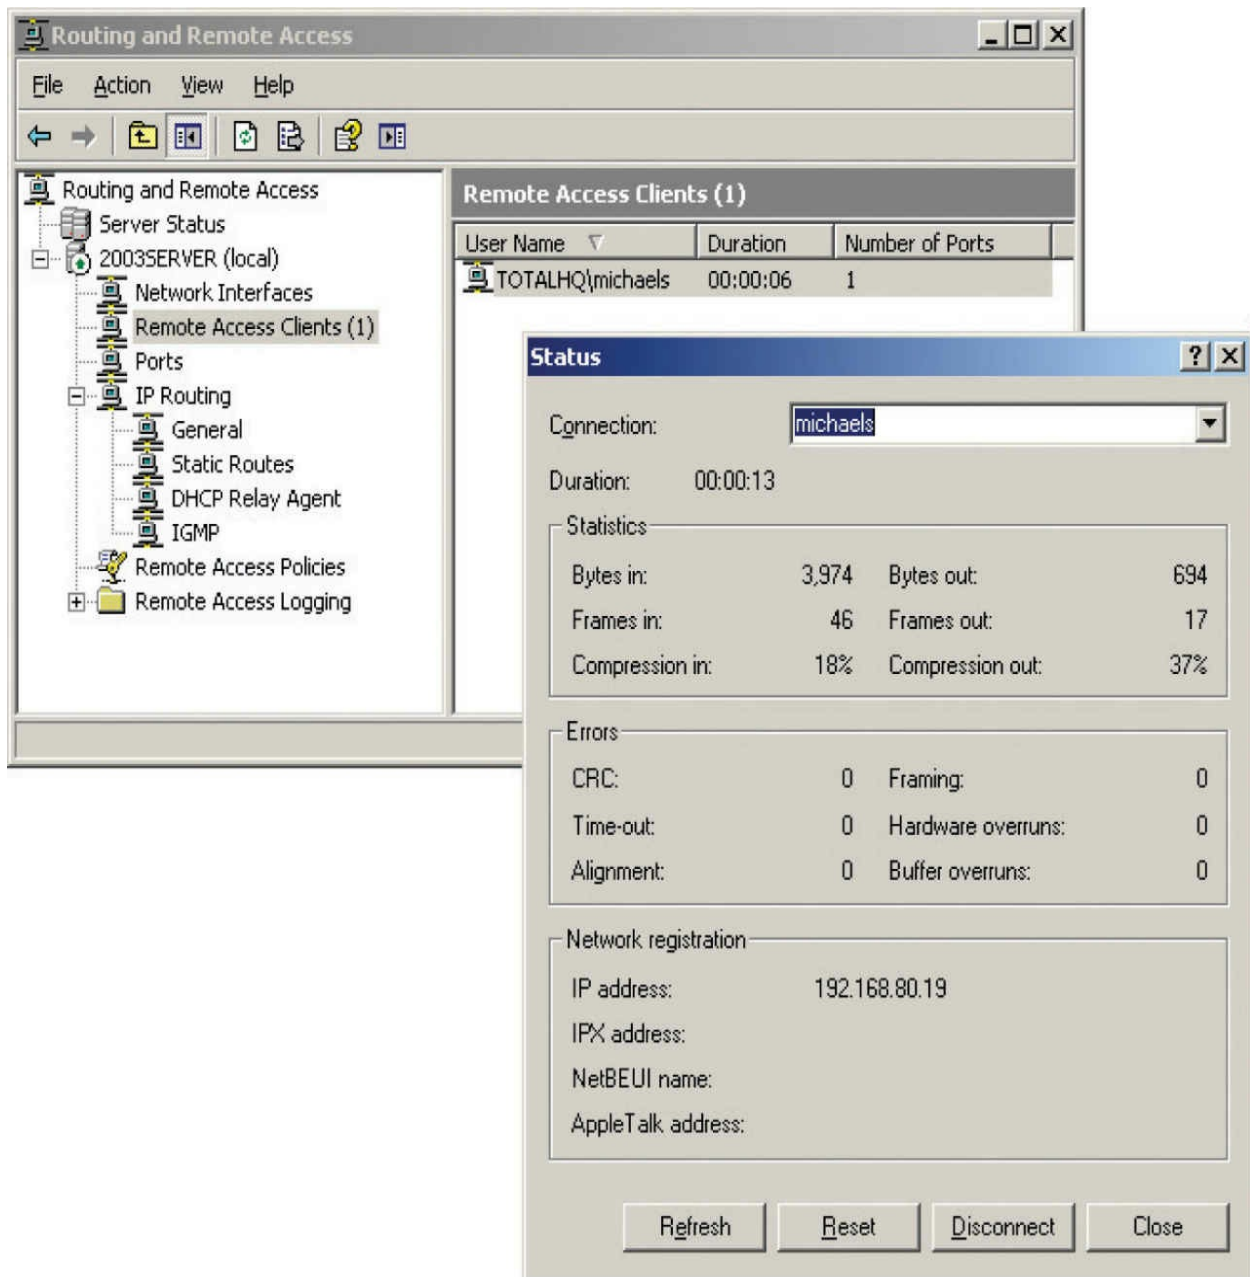 Routing and Remote Access
File Action View Help
Routing and Remote Access
Server Status
2003SERVER (local)
Network Interfaces
Remote Access Clients (1)
Ports
IP Routing
General
Static Routes
DHCP Relay Agent
IGMP
Remote Access Policies
Remote Access Logging
Remote Access Clients (1)
User Name Duration Number of Ports
TOTALHQ\michaels 00:00:06 1
Status
Connection: michaels
Duration: 00:00:13
Statistics
Bytes in: 3,974 Bytes out: 694
Frames in: 46 Frames out: 17
Compression in: 18% Compression out: 37%
Errors
CRC: 0 Framing: 0
Time-out: 0 Hardware overruns: 0
Alignment: 0 Buffer overruns: 0
Network registration
IP address: 192.168.80.19
IPX address:
NetBEUI name:
AppleTalk address:
Refresh Reset Disconnect Close